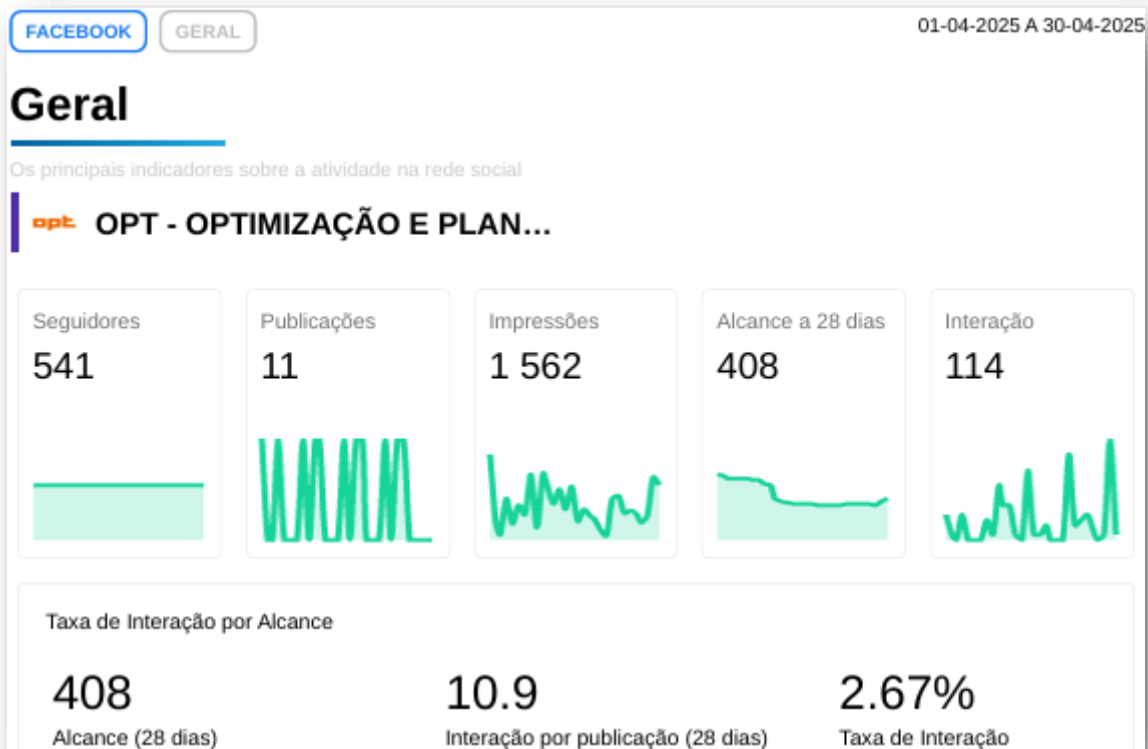 FACEBOOK GERAL 01-04-2025 A 30-04-2025
Geral
Os principais indicadores sobre a atividade na rede social
opt OPT - OPTIMIZAÇÃO E PLAN...
Seguidores Publicações Impressões Alcance a 28 dias Interação
541 11 1 562 408 114
Taxa de Interação por Alcance
408 10.9 2.67%
Alcance (28 dias) Interação por publicação (28 dias) Taxa de Interação